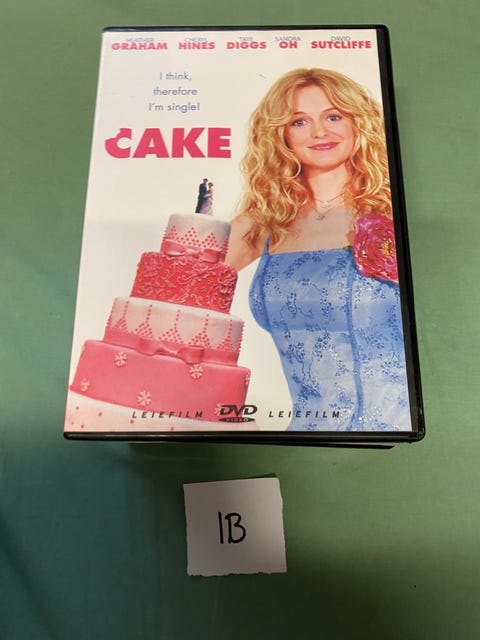 HEATHER CHERYL TAYE SANDRA DAVID
GRAHAM HINES DIGGS OH SUTCLIFFE
I think,
therefore
I'm single!
CAKE
LEIEFILM DVD VIDEO LEIEFILM
1B